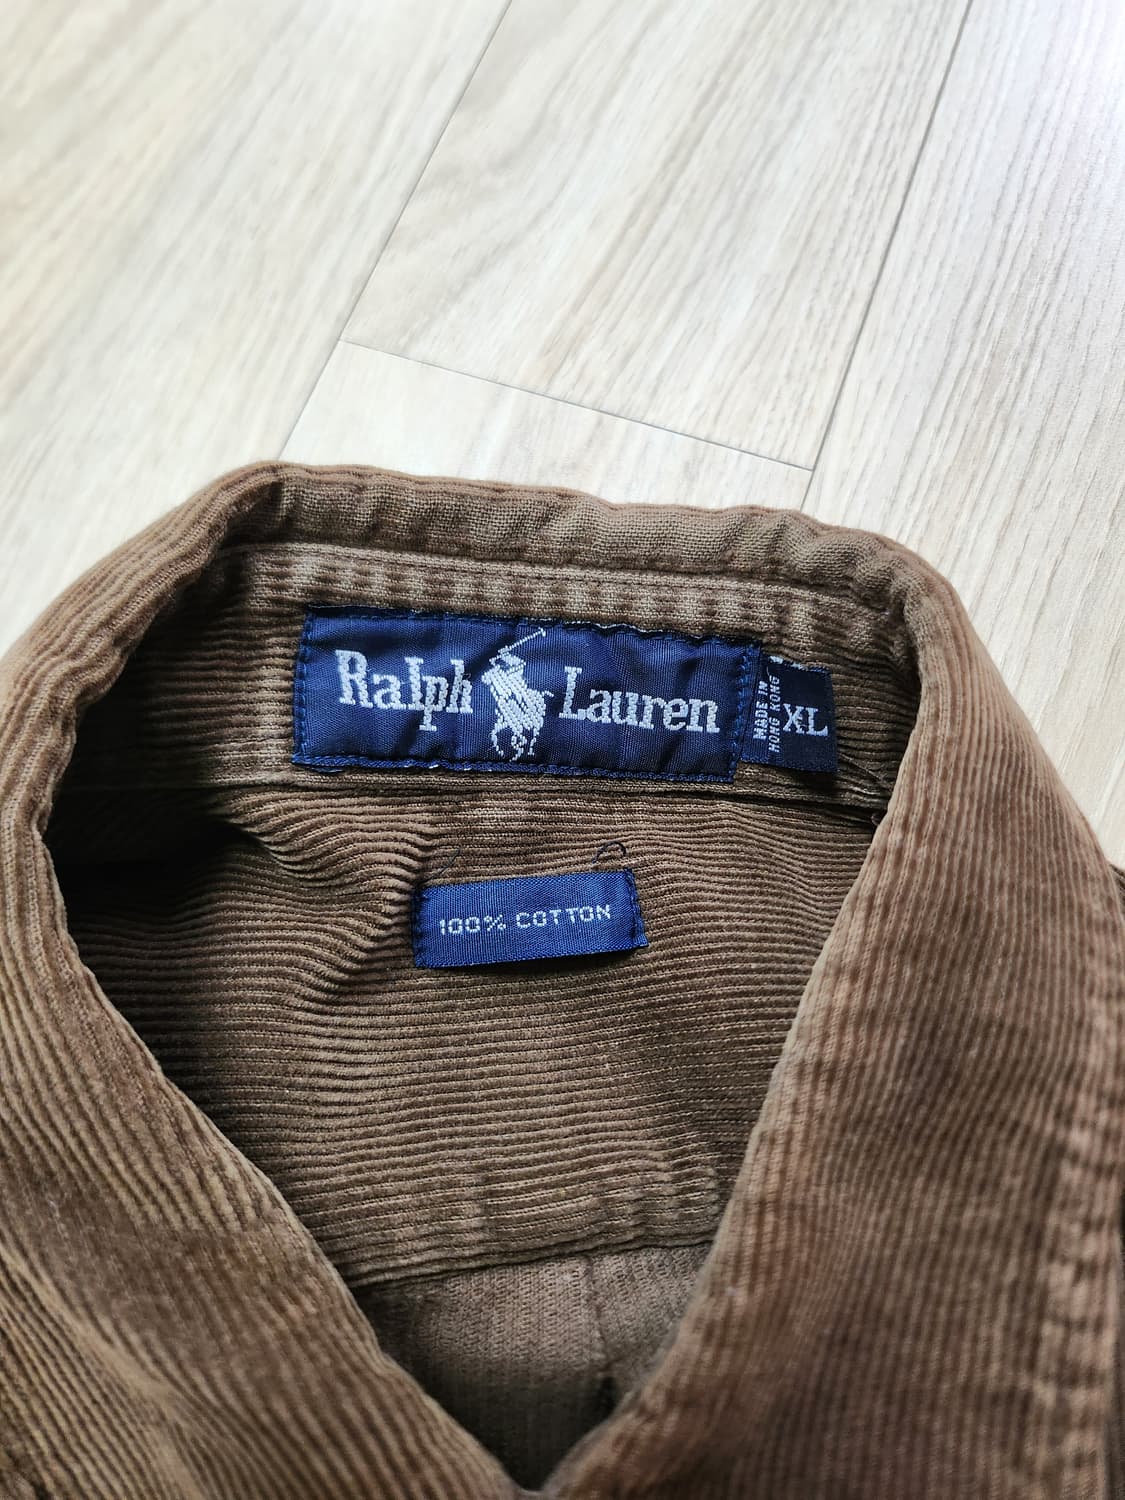 Ralph Lauren
MADE IN
HONG KONG
XL
100% COTTON